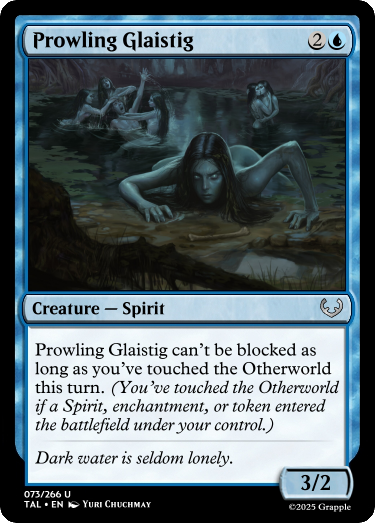 Prowling Glaistig 2
Creature — Spirit
Prowling Glaistig can't be blocked as
long as you've touched the Otherworld
this turn. (You've touched the Otherworld
if a Spirit, enchantment, or token entered
the battlefield under your control.)
Dark water is seldom lonely.
3/2
073/266 U
TAL • EN Yuri Chuchmay
©2025 Grapple